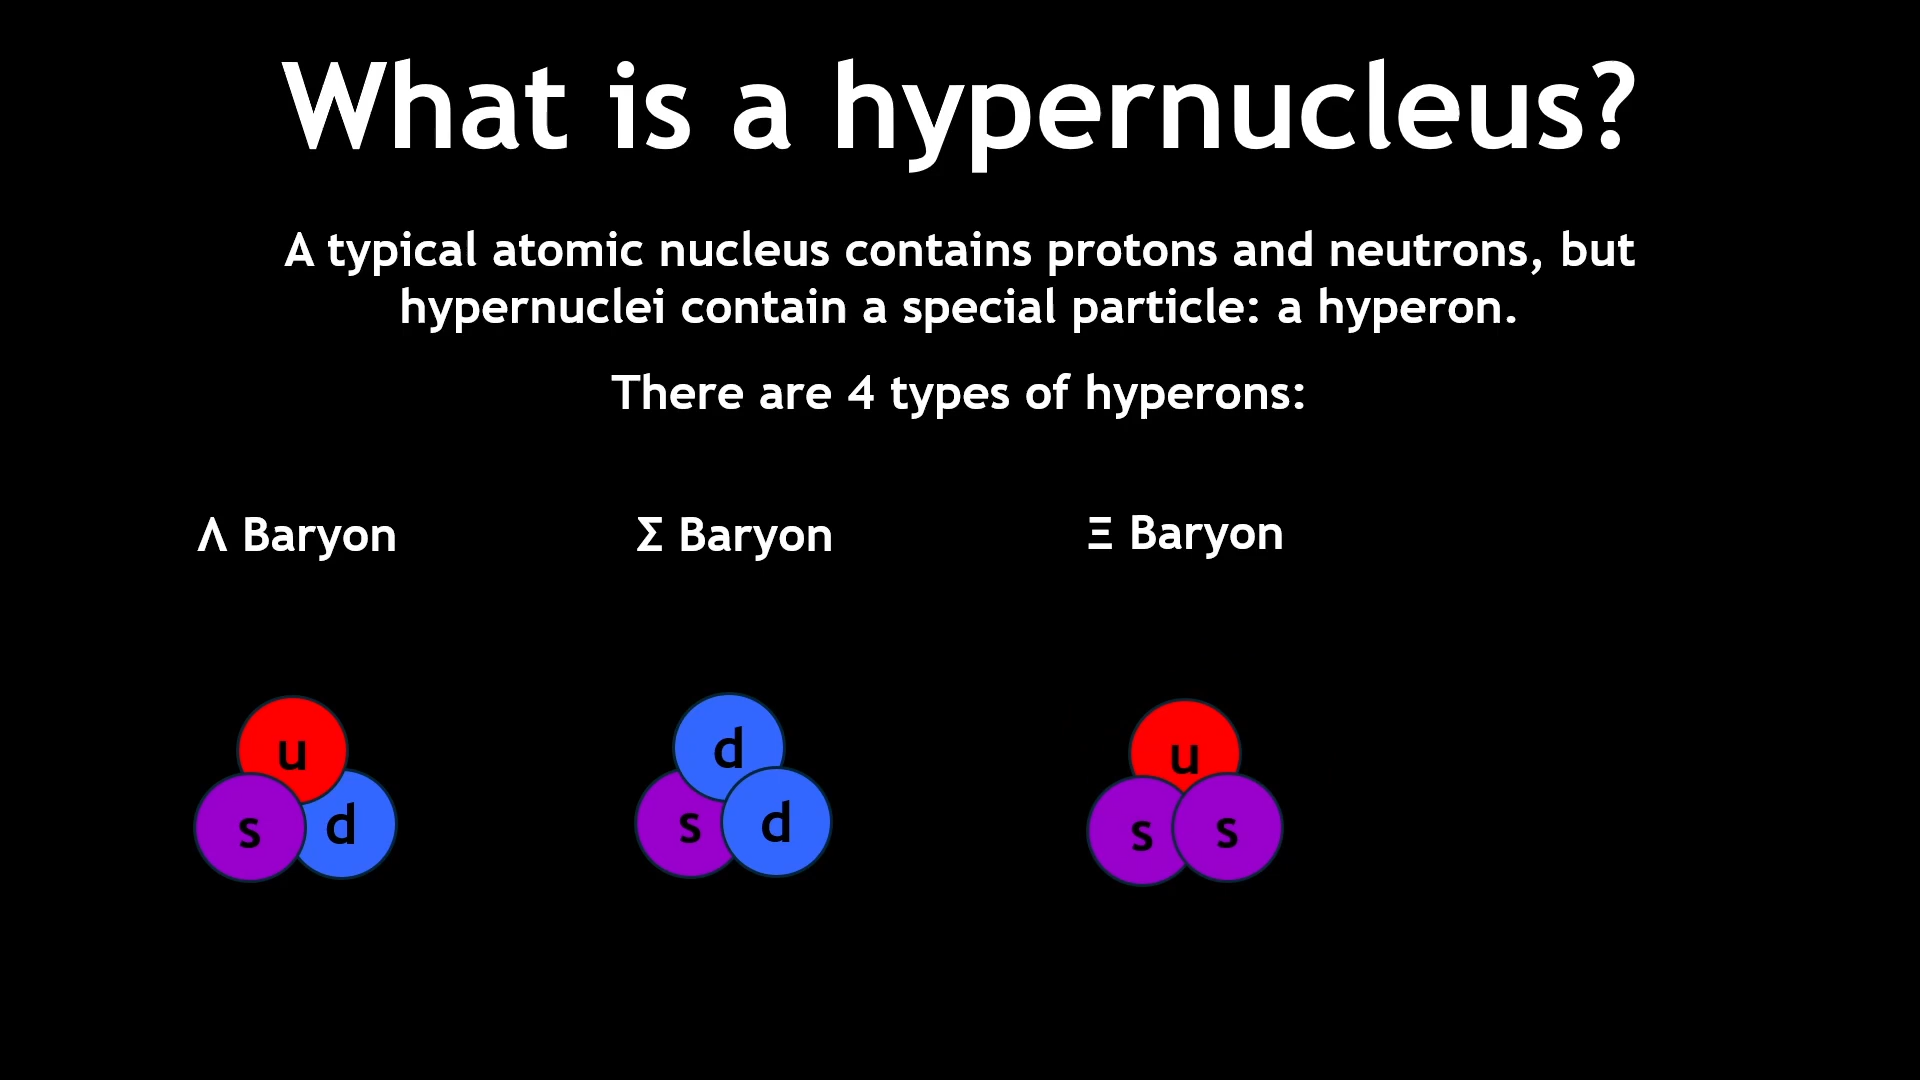 What is a hypernucleus?
A typical atomic nucleus contains protons and neutrons, but
hypernuclei contain a special particle: a hyperon.
There are 4 types of hyperons:
Λ Baryon
Σ Baryon
Ξ Baryon
u
s d
d
s d
u
s s